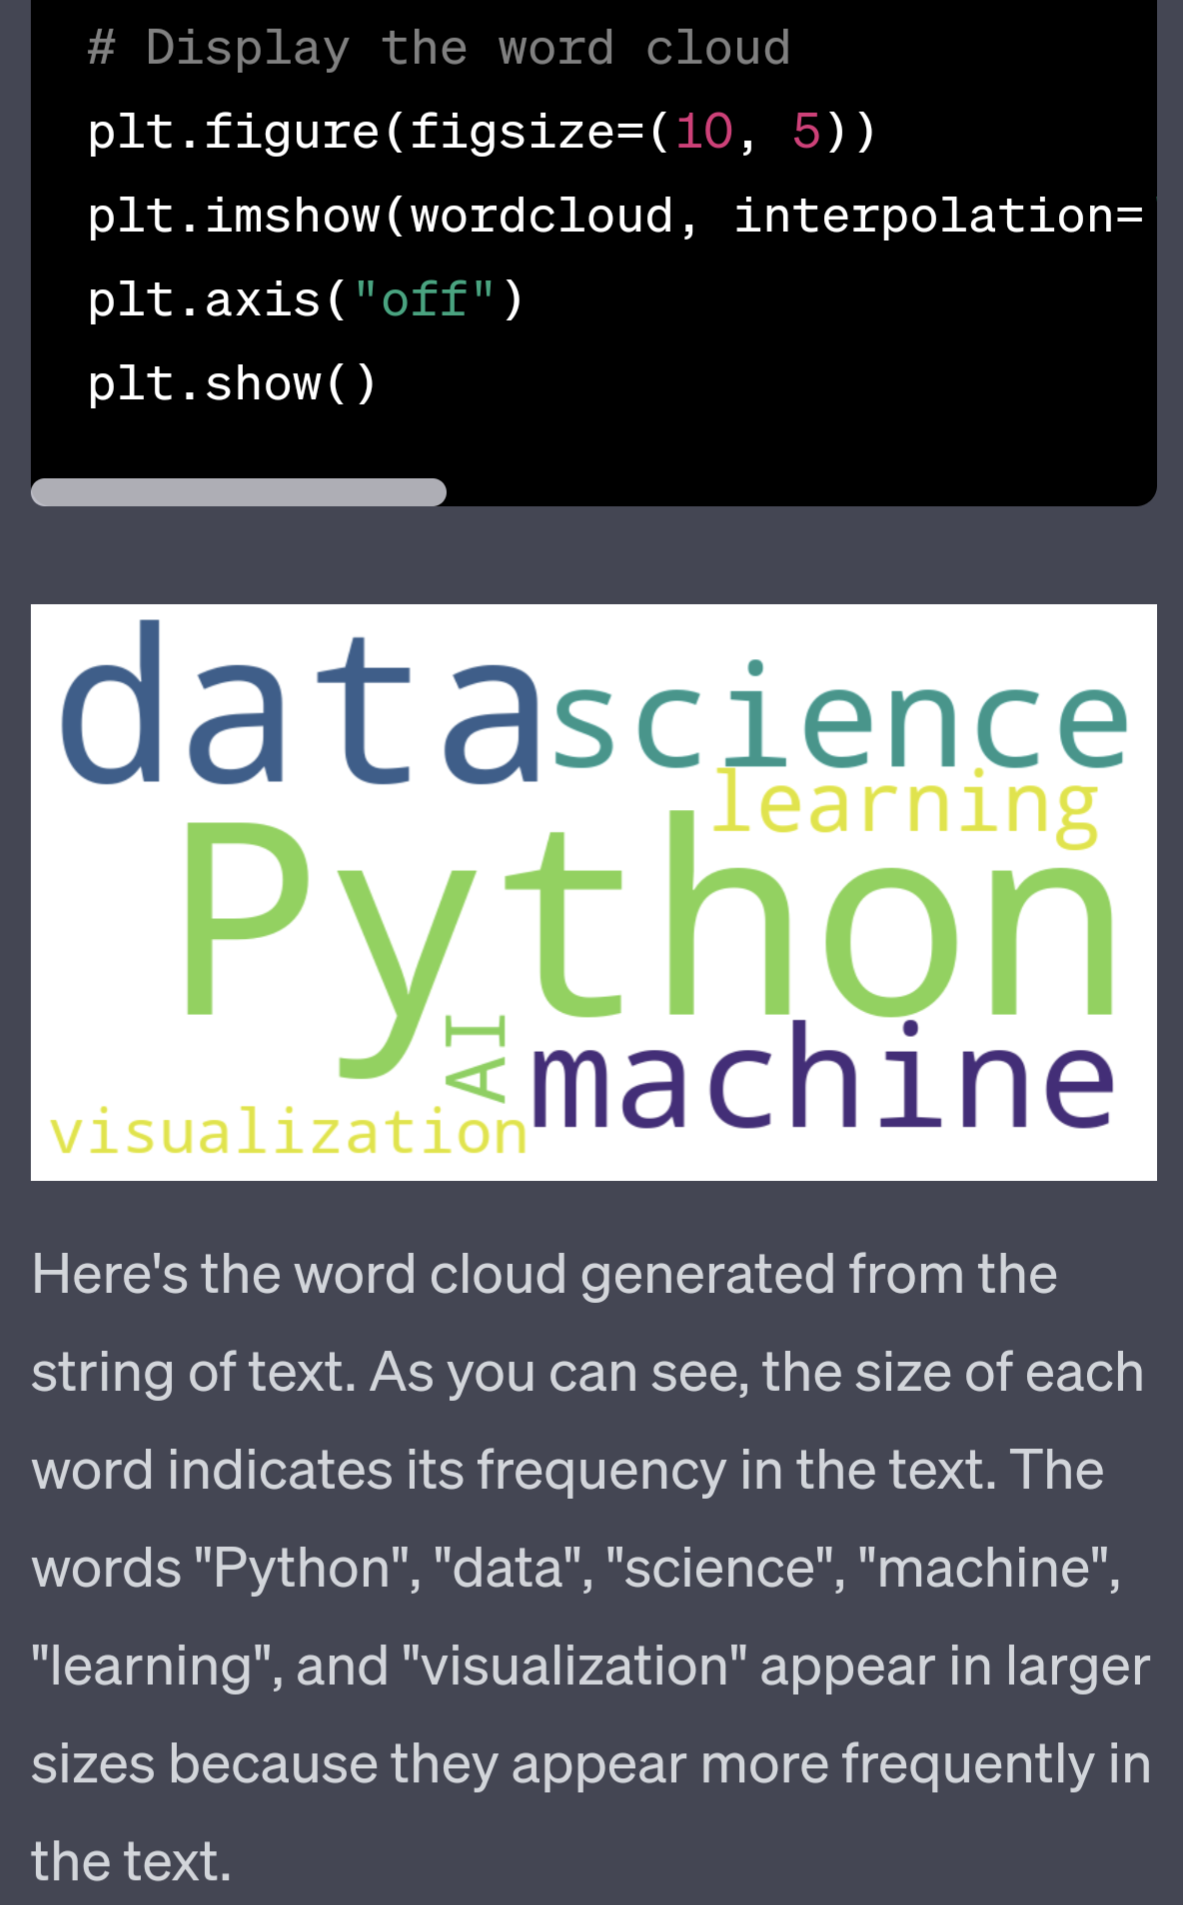 # Display the word cloud
plt.figure(figsize=(10, 5))
plt.imshow(wordcloud, interpolation=
plt.axis("off")
plt.show()
data science
learning
Python
AI
machine
visualization
Here's the word cloud generated from the
string of text. As you can see, the size of each
word indicates its frequency in the text. The
words "Python", "data", "science", "machine",
"learning", and "visualization" appear in larger
sizes because they appear more frequently in
the text.